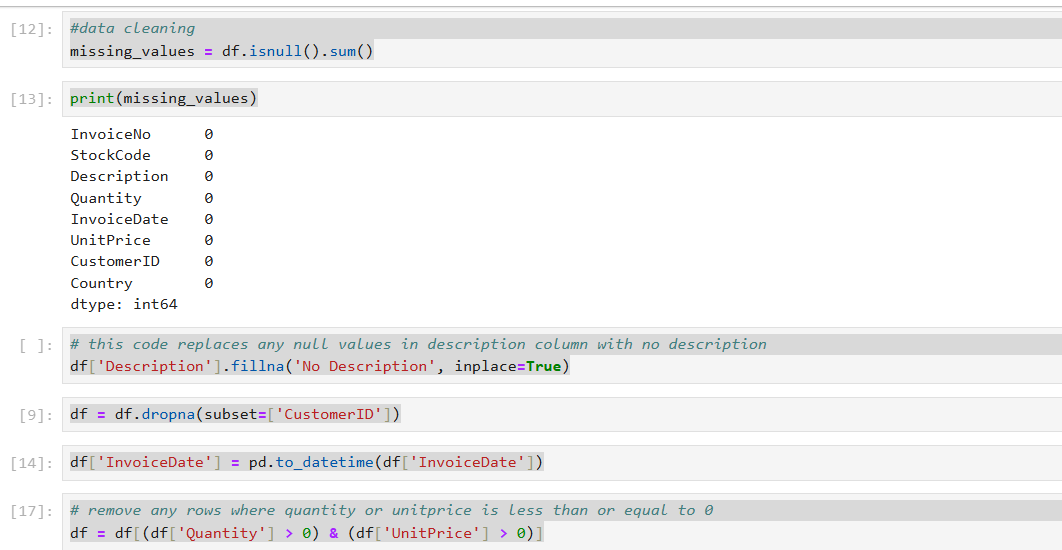 [12]: #data cleaning
missing_values = df.isnull().sum()
[13]: print(missing_values)
InvoiceNo 0
StockCode 0
Description 0
Quantity 0
InvoiceDate 0
UnitPrice 0
CustomerID 0
Country 0
dtype: int64
[ ]: # this code replaces any null values in description column with no description
df['Description'].fillna('No Description', inplace=True)
[9]: df = df.dropna(subset=['CustomerID'])
[14]: df['InvoiceDate'] = pd.to_datetime(df['InvoiceDate'])
[17]: # remove any rows where quantity or unitprice is less than or equal to 0
df = df[(df['Quantity'] > 0) & (df['UnitPrice'] > 0)]